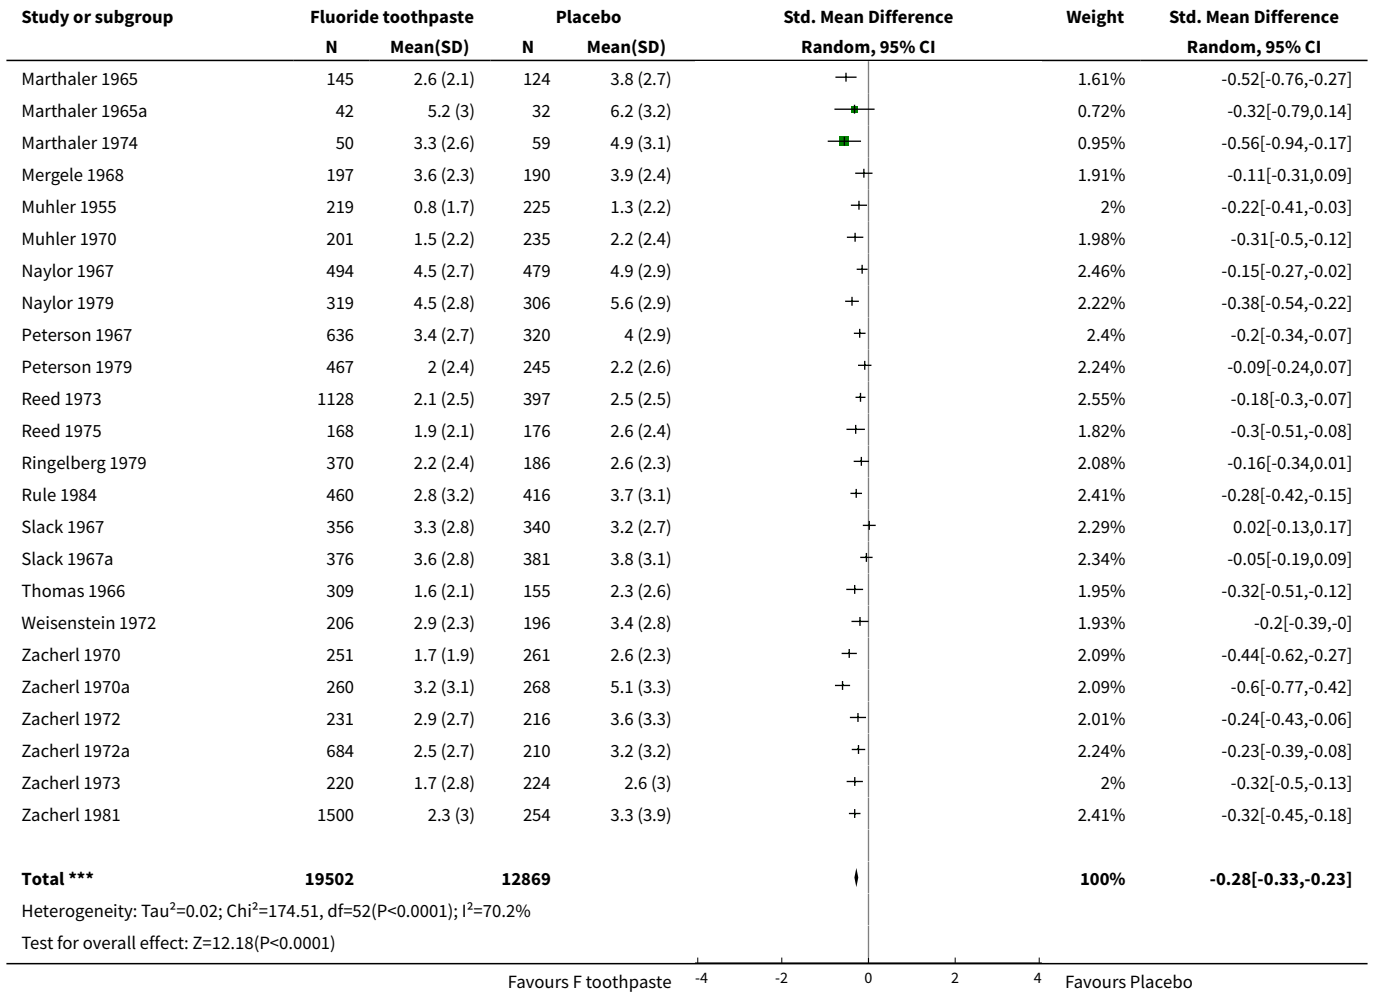 Study or subgroup Fluoride toothpaste Placebo Std. Mean Difference Weight Std. Mean Difference
N Mean(SD) N Mean(SD) Random, 95% CI Random, 95% CI
Marthaler 1965 145 2.6 (2.1) 124 3.8 (2.7) 1.61% -0.52[-0.76,-0.27]
Marthaler 1965a 42 5.2 (3) 32 6.2 (3.2) 0.72% -0.32[-0.79,0.14]
Marthaler 1974 50 3.3 (2.6) 59 4.9 (3.1) 0.95% -0.56[-0.94,-0.17]
Mergele 1968 197 3.6 (2.3) 190 3.9 (2.4) 1.91% -0.11[-0.31,0.09]
Muhler 1955 219 0.8 (1.7) 225 1.3 (2.2) 2% -0.22[-0.41,-0.03]
Muhler 1970 201 1.5 (2.2) 235 2.2 (2.4) 1.98% -0.31[-0.5,-0.12]
Naylor 1967 494 4.5 (2.7) 479 4.9 (2.9) 2.46% -0.15[-0.27,-0.02]
Naylor 1979 319 4.5 (2.8) 306 5.6 (2.9) 2.22% -0.38[-0.54,-0.22]
Peterson 1967 636 3.4 (2.7) 320 4 (2.9) 2.4% -0.2[-0.34,-0.07]
Peterson 1979 467 2 (2.4) 245 2.2 (2.6) 2.24% -0.09[-0.24,0.07]
Reed 1973 1128 2.1 (2.5) 397 2.5 (2.5) 2.55% -0.18[-0.3,-0.07]
Reed 1975 168 1.9 (2.1) 176 2.6 (2.4) 1.82% -0.3[-0.51,-0.08]
Ringelberg 1979 370 2.2 (2.4) 186 2.6 (2.3) 2.08% -0.16[-0.34,0.01]
Rule 1984 460 2.8 (3.2) 416 3.7 (3.1) 2.41% -0.28[-0.42,-0.15]
Slack 1967 356 3.3 (2.8) 340 3.2 (2.7) 2.29% 0.02[-0.13,0.17]
Slack 1967a 376 3.6 (2.8) 381 3.8 (3.1) 2.34% -0.05[-0.19,0.09]
Thomas 1966 309 1.6 (2.1) 155 2.3 (2.6) 1.95% -0.32[-0.51,-0.12]
Weisenstein 1972 206 2.9 (2.3) 196 3.4 (2.8) 1.93% -0.2[-0.39,-0]
Zacherl 1970 251 1.7 (1.9) 261 2.6 (2.3) 2.09% -0.44[-0.62,-0.27]
Zacherl 1970a 260 3.2 (3.1) 268 5.1 (3.3) 2.09% -0.6[-0.77,-0.42]
Zacherl 1972 231 2.9 (2.7) 216 3.6 (3.3) 2.01% -0.24[-0.43,-0.06]
Zacherl 1972a 684 2.5 (2.7) 210 3.2 (3.2) 2.24% -0.23[-0.39,-0.08]
Zacherl 1973 220 1.7 (2.8) 224 2.6 (3) 2% -0.32[-0.5,-0.13]
Zacherl 1981 1500 2.3 (3) 254 3.3 (3.9) 2.41% -0.32[-0.45,-0.18]
Total *** 19502 12869 100% -0.28[-0.33,-0.23]
Heterogeneity: Tau²=0.02; Chi²=174.51, df=52(P<0.0001); I²=70.2%
Test for overall effect: Z=12.18(P<0.0001)
Favours F toothpaste -4 -2 0 2 4 Favours Placebo